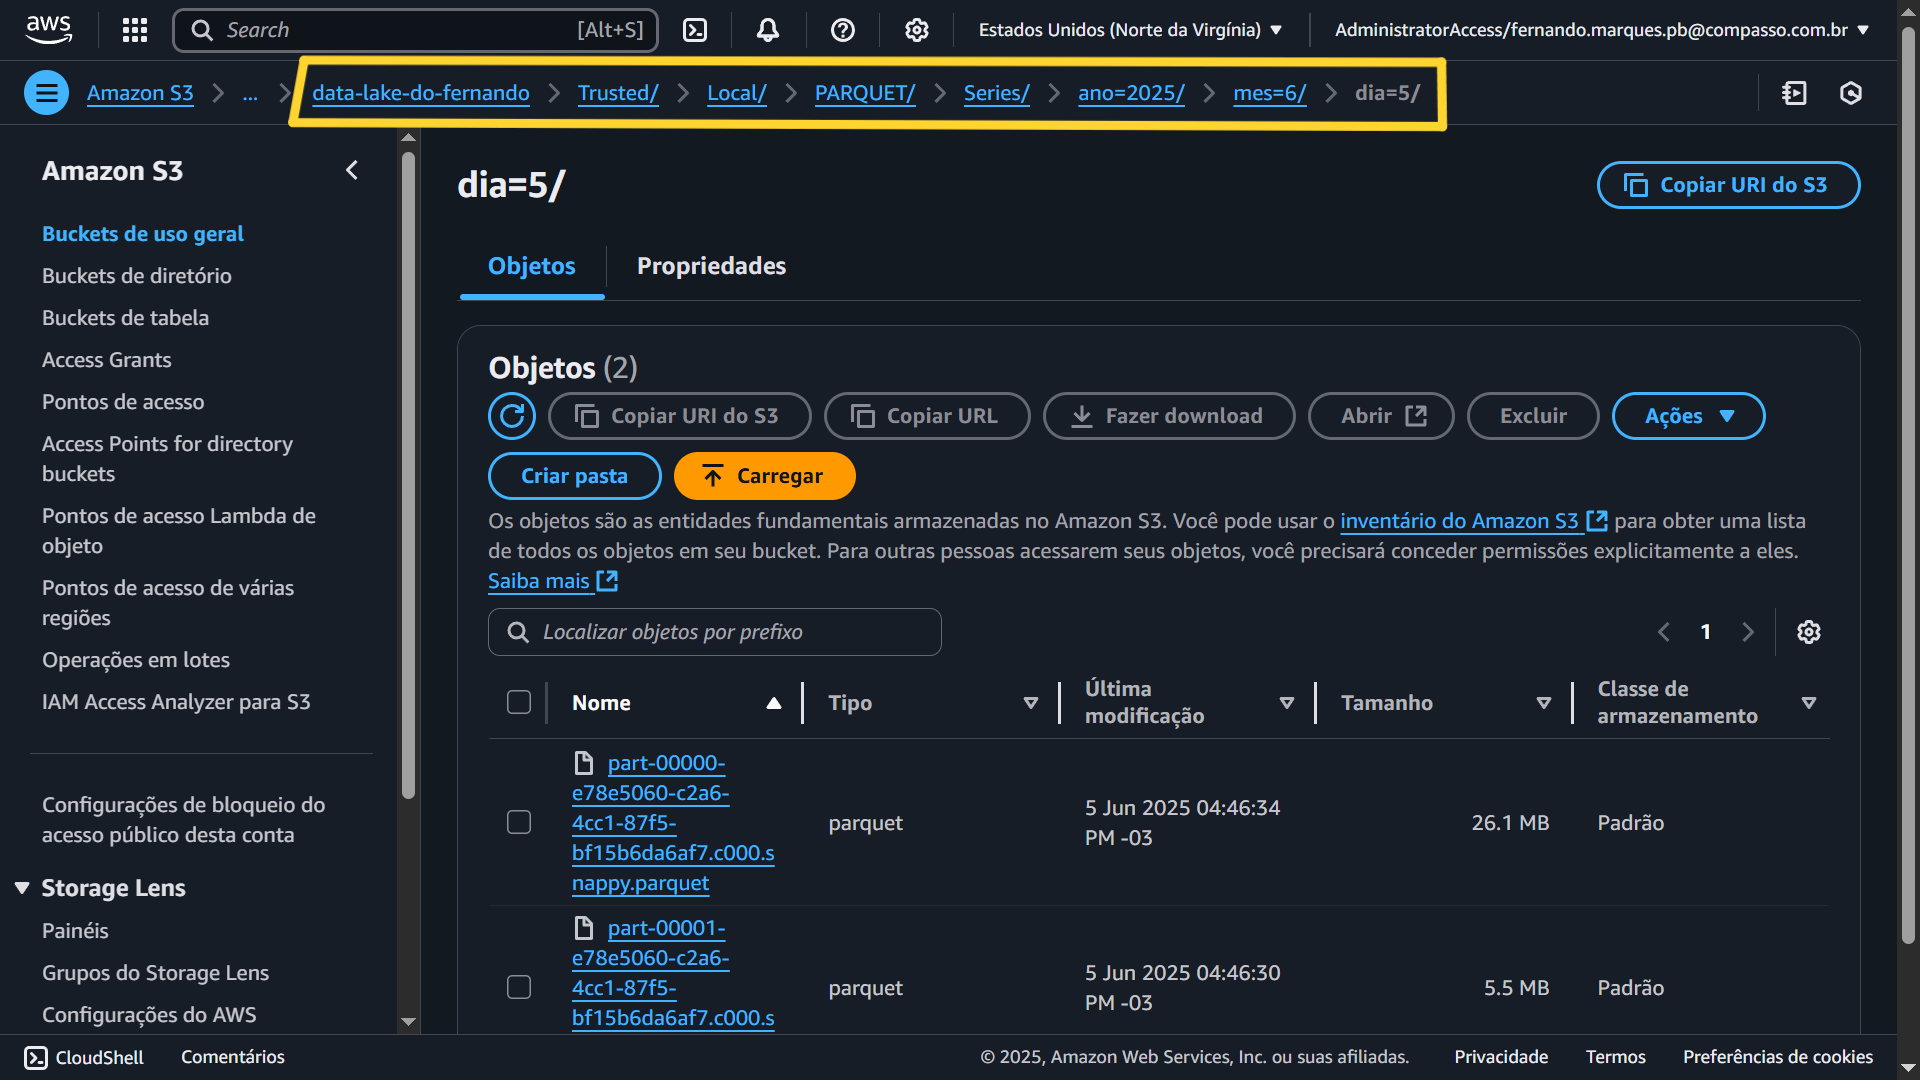 aws
Search [Alt+S]
Estados Unidos (Norte da Virgínia)
AdministratorAccess/fernando.marques.pb@compasso.com.br
Amazon S3 > ... > data-lake-do-fernando > Trusted/ > Local/ > PARQUET/ > Series/ > ano=2025/ > mes=6/ > dia=5/
Amazon S3
Buckets de uso geral
Buckets de diretório
Buckets de tabela
Access Grants
Pontos de acesso
Access Points for directory
buckets
Pontos de acesso Lambda de
objeto
Pontos de acesso de várias
regiões
Operações em lotes
IAM Access Analyzer para S3
Configurações de bloqueio do
acesso público desta conta
Storage Lens
Painéis
Grupos do Storage Lens
Configurações do AWS
dia=5/
Copiar URI do S3
Objetos
Propriedades
Objetos (2)
Copiar URI do S3
Copiar URL
Fazer download
Abrir
Excluir
Ações
Criar pasta
Carregar
Os objetos são as entidades fundamentais armazenadas no Amazon S3. Você pode usar o inventário do Amazon S3 para obter uma lista
de todos os objetos em seu bucket. Para outras pessoas acessarem seus objetos, você precisará conceder permissões explicitamente a eles.
Saiba mais
Localizar objetos por prefixo
1
Nome
Tipo
Última
modificação
Tamanho
Classe de
armazenamento
part-00000-
e78e5060-c2a6-
4cc1-87f5-
bf15b6da6af7.c000.s
nappy.parquet
parquet
5 Jun 2025 04:46:34
PM -03
26.1 MB
Padrão
part-00001-
e78e5060-c2a6-
4cc1-87f5-
bf15b6da6af7.c000.s
parquet
5 Jun 2025 04:46:30
PM -03
5.5 MB
Padrão
CloudShell
Comentários
© 2025, Amazon Web Services, Inc. ou suas afiliadas.
Privacidade
Termos
Preferências de cookies